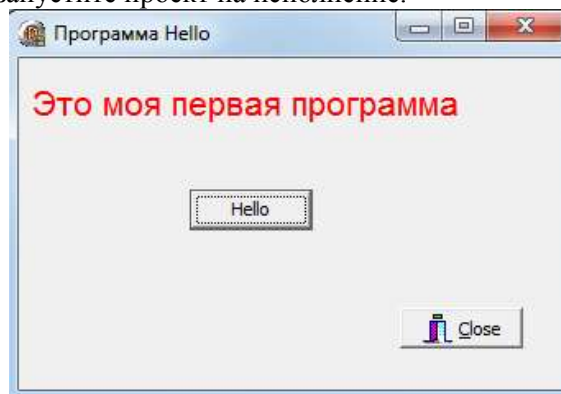 запустите проект на исполнение.
Программа Hello
Это моя первая программа
Hello
Close